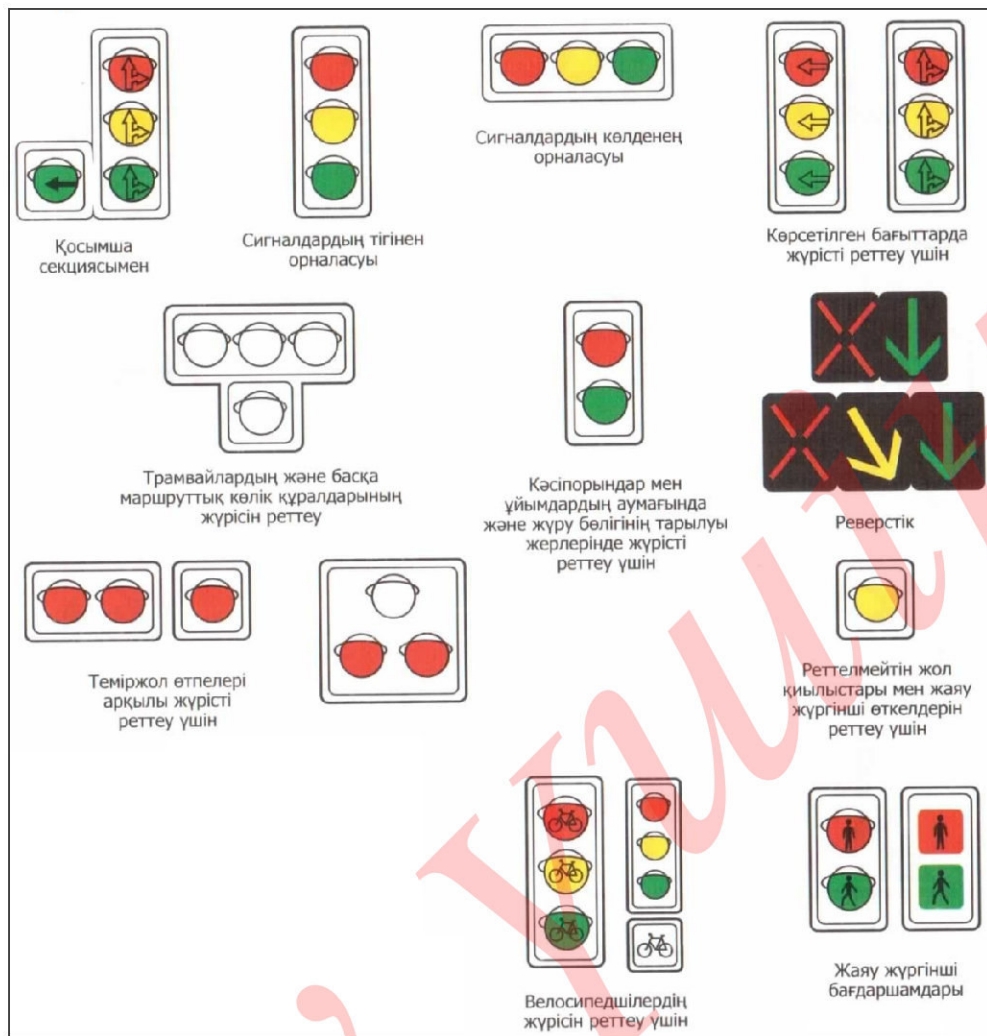 Қосымша
секциясымен
Сигналдардың тігінен
орналасуы
Сигналдардың көлденең
орналасуы
Көрсетілген бағыттарда
жүрісті реттеу үшін
Трамвайлардың және басқа
маршруттық көлік құралдарының
жүрісін реттеу
Кәсіпорындар мен
ұйымдардың аумағында
және жүру бөлігінің тарылуы
жерлерінде жүрісті
реттеу үшін
Реверстік
Теміржол өтпелері
арқылы жүрісті
реттеу үшін
Реттелмейтін жол
қиылыстары мен жаяу
жүргінші өткелдерін
реттеу үшін
Велосипедшілердің
жүрісін реттеу үшін
Жаяу жүргінші
бағдаршамдары